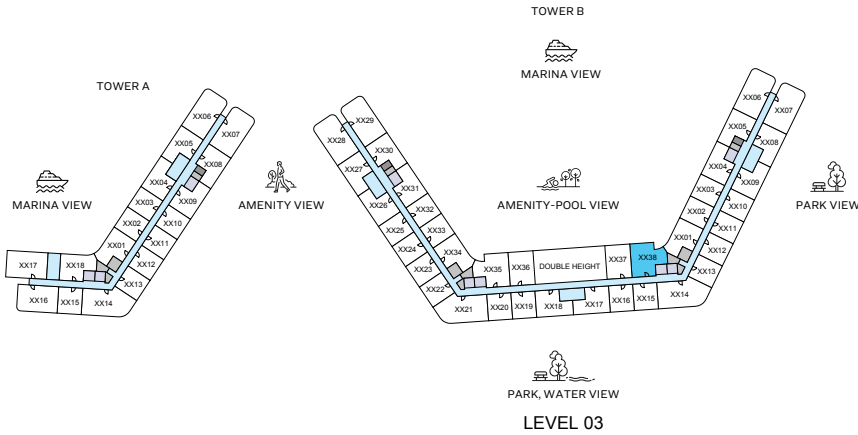 TOWER B
MARINA VIEW
TOWER A
MARINA VIEW
AMENITY VIEW
AMENITY-POOL VIEW
PARK VIEW
XX06
XX07
XX05
XX08
XX04
XX09
XX03
XX10
XX02
XX11
XX01
XX12
XX17
XX18
XX13
XX16
XX15
XX14
XX29
XX28
XX30
XX27
XX31
XX26
XX32
XX25
XX33
XX24
XX34
XX23
XX22
XX35
XX36
DOUBLE HEIGHT
XX37
XX38
XX21
XX20
XX19
XX18
XX17
XX16
XX15
XX14
XX06
XX07
XX05
XX08
XX04
XX09
XX03
XX10
XX02
XX11
XX01
XX12
XX13
PARK, WATER VIEW
LEVEL 03